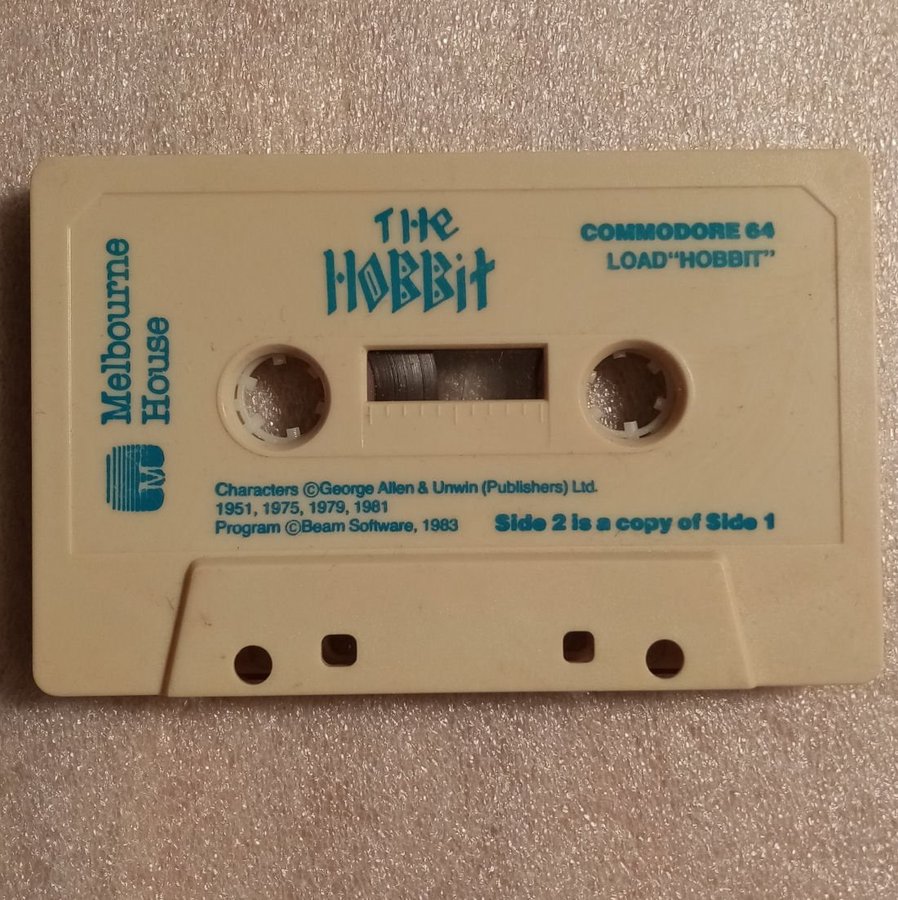 THE
HOBBIT
COMMODORE 64
LOAD"HOBBIT"
Melbourne
House
M
Characters ©George Allen & Unwin (Publishers) Ltd.
1951, 1975, 1979, 1981
Program ©Beam Software, 1983
Side 2 is a copy of Side 1